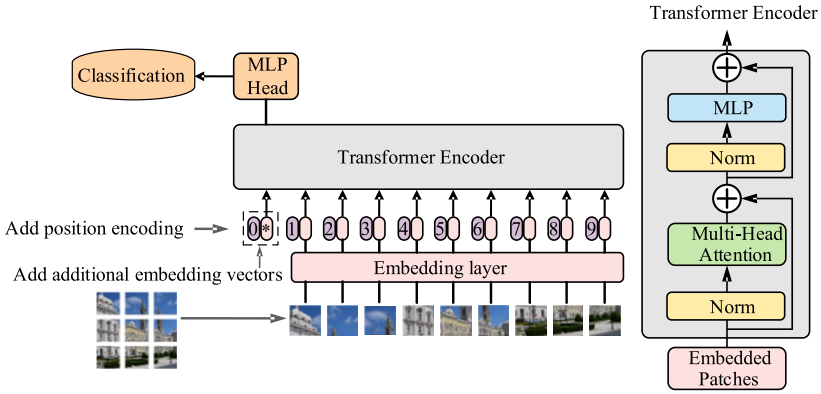 Transformer Encoder
MLP
Head
Classification
Transformer Encoder
Add position encoding
0 * 1 2 3 4 5 6 7 8 9
Add additional embedding vectors
Embedding layer
MLP
Norm
Multi-Head
Attention
Norm
Embedded
Patches